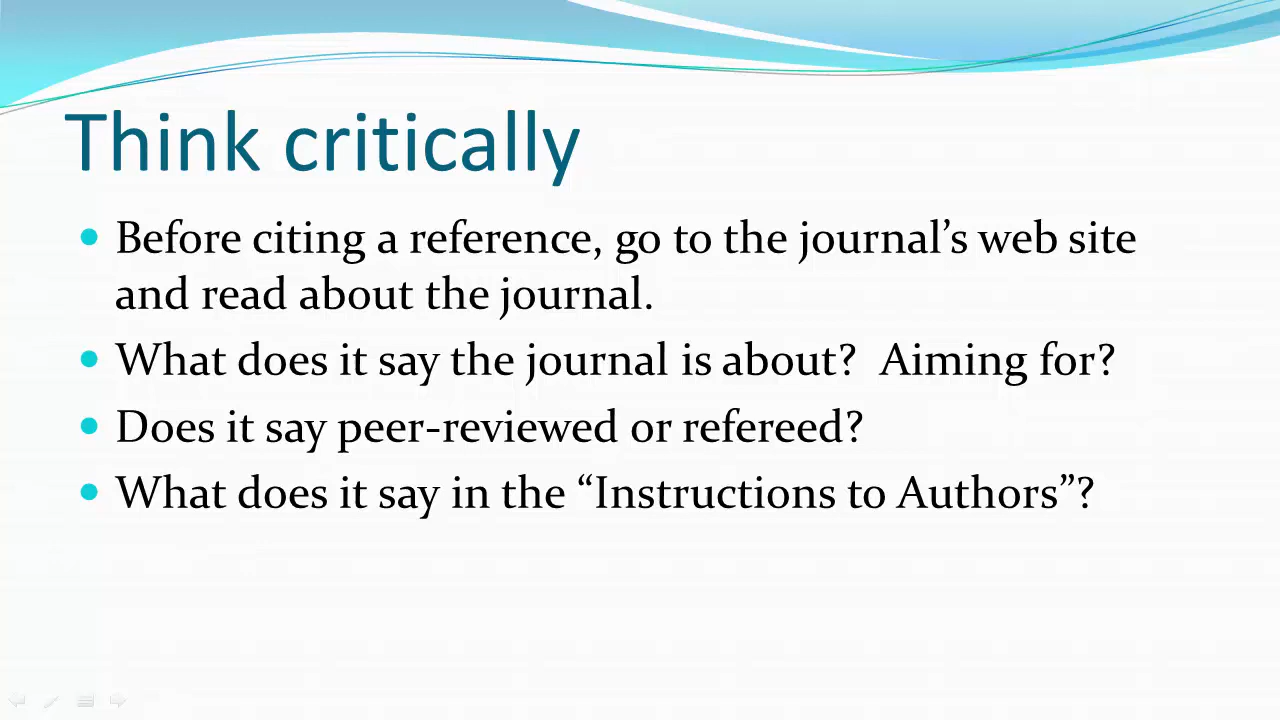 Think critically
Before citing a reference, go to the journal’s web site
and read about the journal.
What does it say the journal is about?  Aiming for?
Does it say peer-reviewed or refereed?
What does it say in the “Instructions to Authors”?